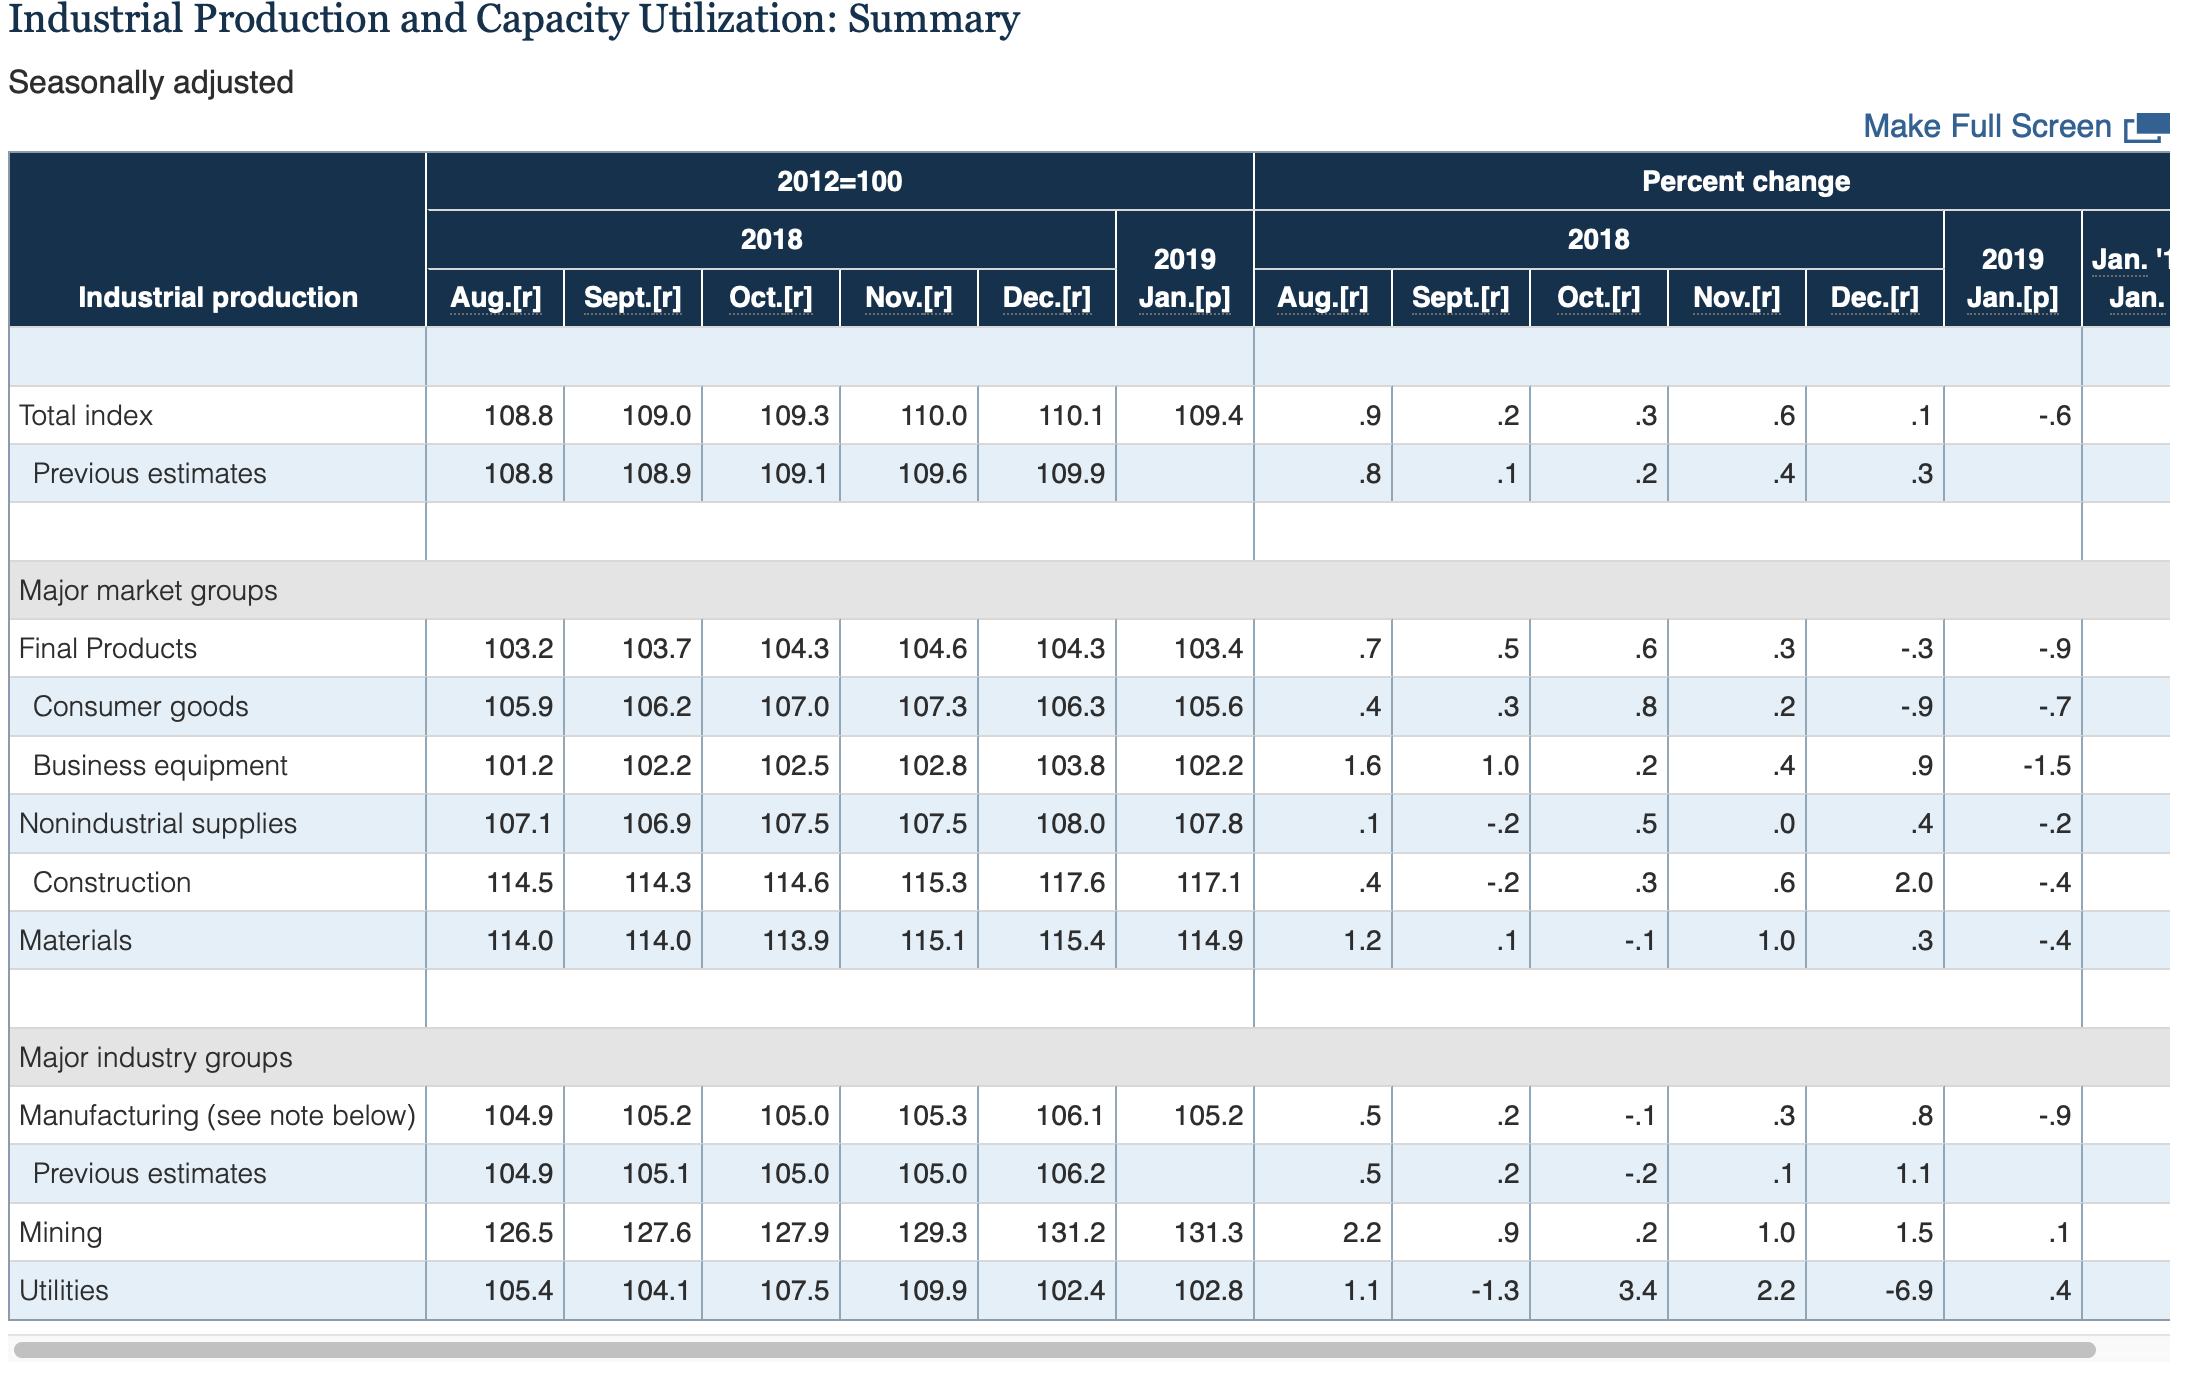 Industrial Production and Capacity Utilization: Summary
Seasonally adjusted
Make Full Screen
2012=100 Percent change
2018 2019 2018 2019 Jan.
Industrial production Aug.[r] Sept.[r] Oct.[r] Nov.[r] Dec.[r] Jan.[p] Aug.[r] Sept.[r] Oct.[r] Nov.[r] Dec.[r] Jan.[p] Jan.
Total index 108.8 109.0 109.3 110.0 110.1 109.4 .9 .2 .3 .6 .1 -.6
Previous estimates 108.8 108.9 109.1 109.6 109.9 .8 .1 .2 .4 .3
Major market groups
Final Products 103.2 103.7 104.3 104.6 104.3 103.4 .7 .5 .6 .3 -.3 -.9
Consumer goods 105.9 106.2 107.0 107.3 106.3 105.6 .4 .3 .8 .2 -.9 -.7
Business equipment 101.2 102.2 102.5 102.8 103.8 102.2 1.6 1.0 .2 .4 .9 -1.5
Nonindustrial supplies 107.1 106.9 107.5 107.5 108.0 107.8 .1 -.2 .5 .0 .4 -.2
Construction 114.5 114.3 114.6 115.3 117.6 117.1 .4 -.2 .3 .6 2.0 -.4
Materials 114.0 114.0 113.9 115.1 115.4 114.9 1.2 .1 -.1 1.0 .3 -.4
Major industry groups
Manufacturing (see note below) 104.9 105.2 105.0 105.3 106.1 105.2 .5 .2 -.1 .3 .8 -.9
Previous estimates 104.9 105.1 105.0 105.0 106.2 .5 .2 -.2 .1 1.1
Mining 126.5 127.6 127.9 129.3 131.2 131.3 2.2 .9 .2 1.0 1.5 .1
Utilities 105.4 104.1 107.5 109.9 102.4 102.8 1.1 -1.3 3.4 2.2 -6.9 .4